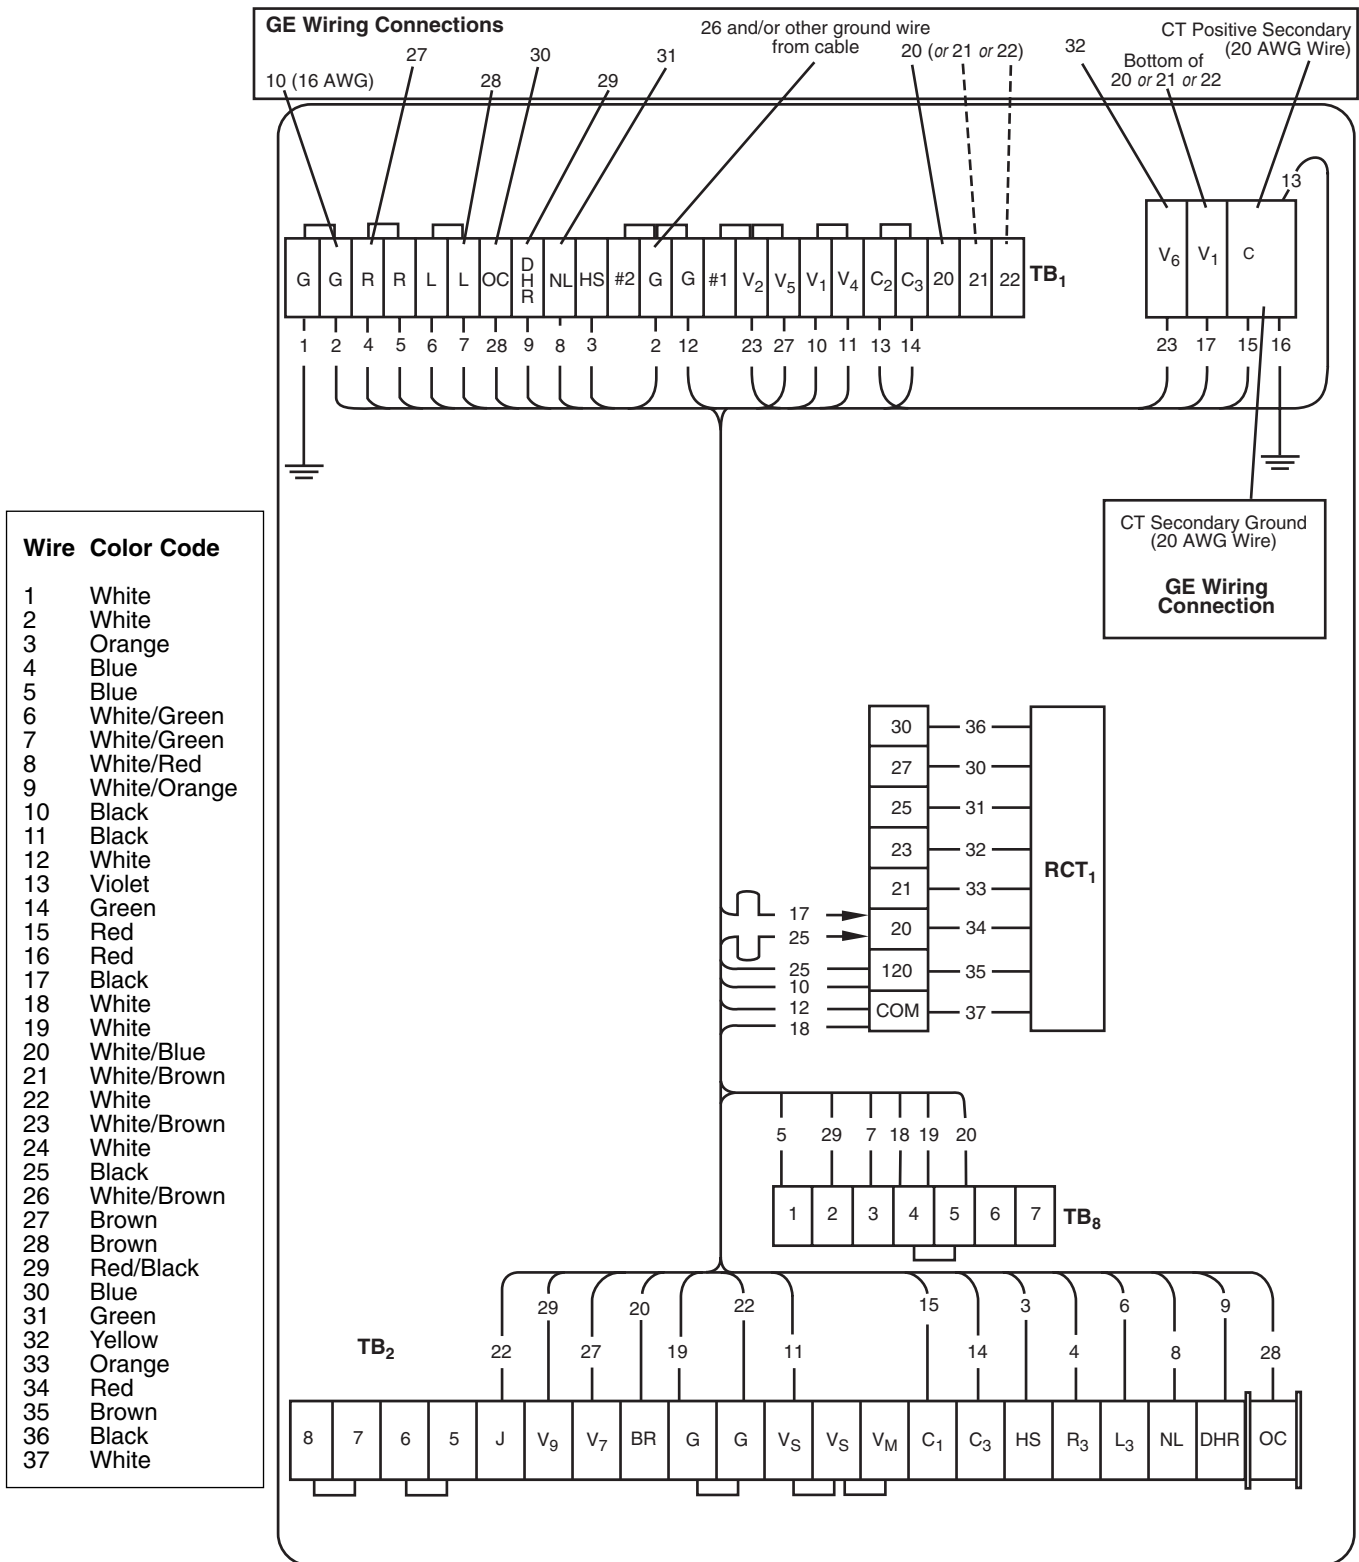 GE Wiring Connections
10 (16 AWG)
27
28
30
29
31
26 and/or other ground wire
from cable
20 (or 21 or 22)
32
Bottom of
20 or 21 or 22
CT Positive Secondary
(20 AWG Wire)
13
G G R R L L OC DHR NL HS #2 G G #1 V2 V5 V1 V4 C2 C3 20 21 22 TB1
1 2 4 5 6 7 28 9 8 3 2 12 23 27 10 11 13 14
V6 V1 C
23 17 15 16
CT Secondary Ground
(20 AWG Wire)
GE Wiring
Connection
Wire Color Code
1 White
2 White
3 Orange
4 Blue
5 Blue
6 White/Green
7 White/Green
8 White/Red
9 White/Orange
10 Black
11 Black
12 White
13 Violet
14 Green
15 Red
16 Red
17 Black
18 White
19 White
20 White/Blue
21 White/Brown
22 White
23 White/Brown
24 White
25 Black
26 White/Brown
27 Brown
28 Brown
29 Red/Black
30 Blue
31 Green
32 Yellow
33 Orange
34 Red
35 Brown
36 Black
37 White
30 36
27 30
25 31
23 32
21 33
RCT1
17
25
20 34
25
10
120 35
12
18
COM 37
5 29 7 18 19 20
1 2 3 4 5 6 7 TB8
TB2
22 29 27 20 19 22 11 15 14 3 4 6 8 9 28
8 7 6 5 J V9 V7 BR G G VS VS VM C1 C3 HS R3 L3 NL DHR OC